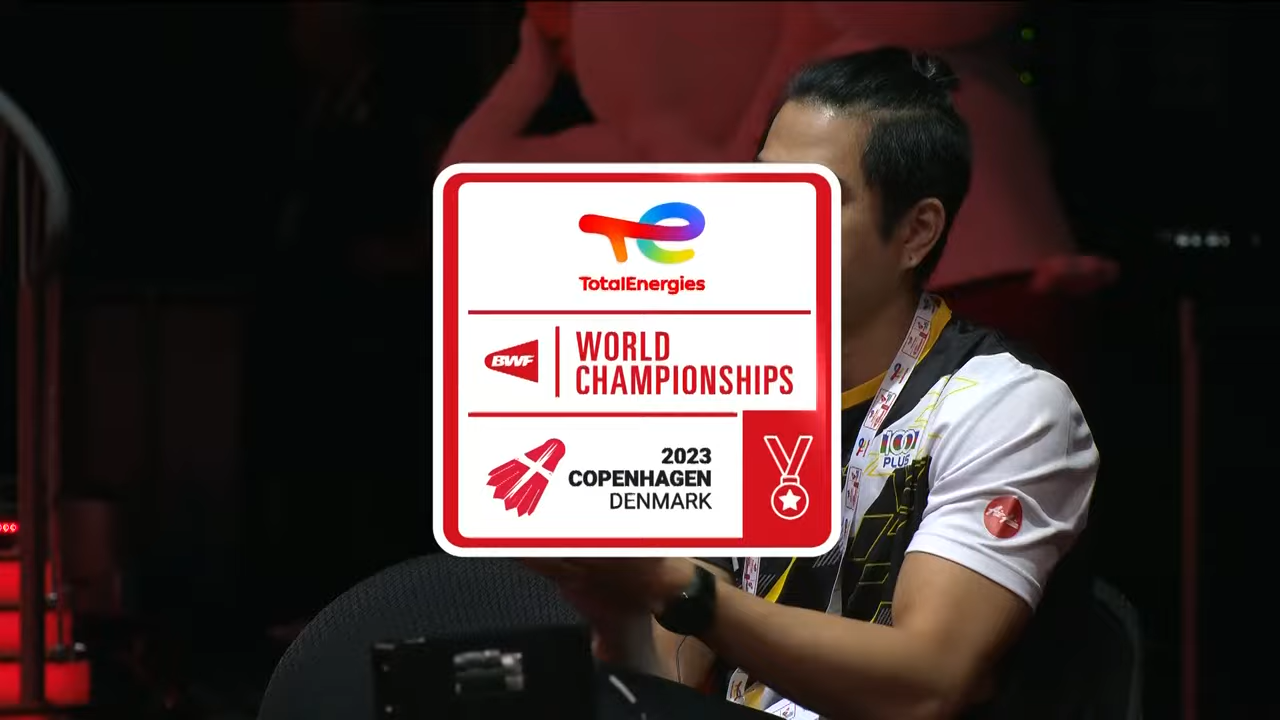 TotalEnergies
BWF
WORLD
CHAMPIONSHIPS
2023
COPENHAGEN
DENMARK
100
PLUS